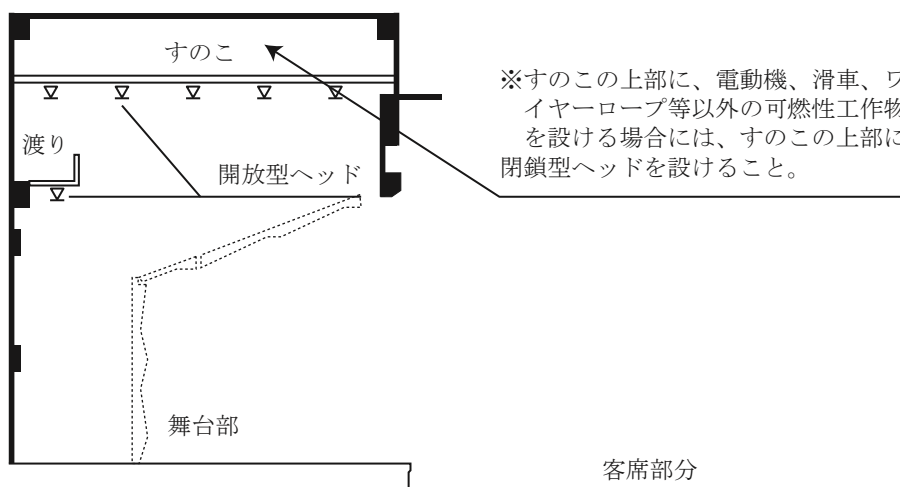 すのこ
※すのこの上部に、電動機、滑車、ワ
イヤーロープ等以外の可燃性工作物
を設ける場合には、すのこの上部に
閉鎖型ヘッドを設けること。
渡り
開放型ヘッド
舞台部
客席部分